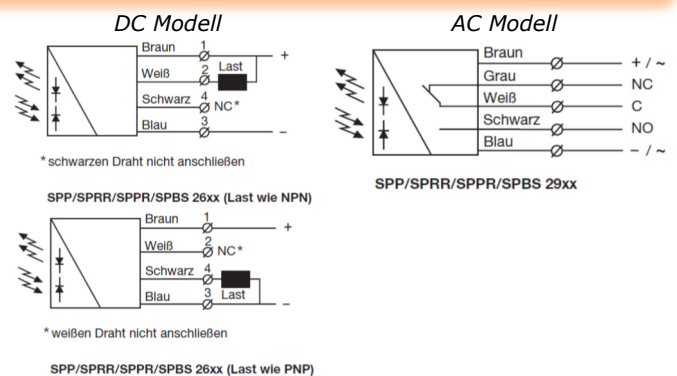 DC Modell
Braun 1 +
Weiß 2 Last
Schwarz 4 NC*
Blau 3 –
* schwarzen Draht nicht anschließen
SPP/SPRR/SPPR/SPBS 26xx (Last wie NPN)
Braun 1 +
Weiß 2 NC*
Schwarz 4
Blau 3 Last –
* weißen Draht nicht anschließen
SPP/SPRR/SPPR/SPBS 26xx (Last wie PNP)
AC Modell
Braun + / ~
Grau NC
Weiß C
Schwarz NO
Blau – / ~
SPP/SPRR/SPPR/SPBS 29xx